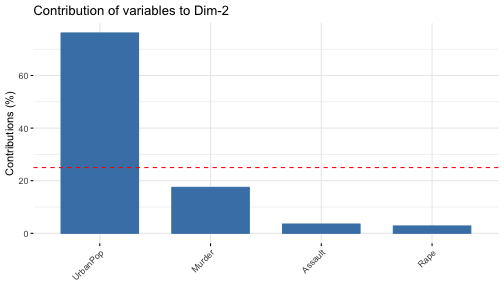 Contribution of variables to Dim-2
Contributions (%)
60
40
20
0
UrbanPop
Murder
Assault
Rape